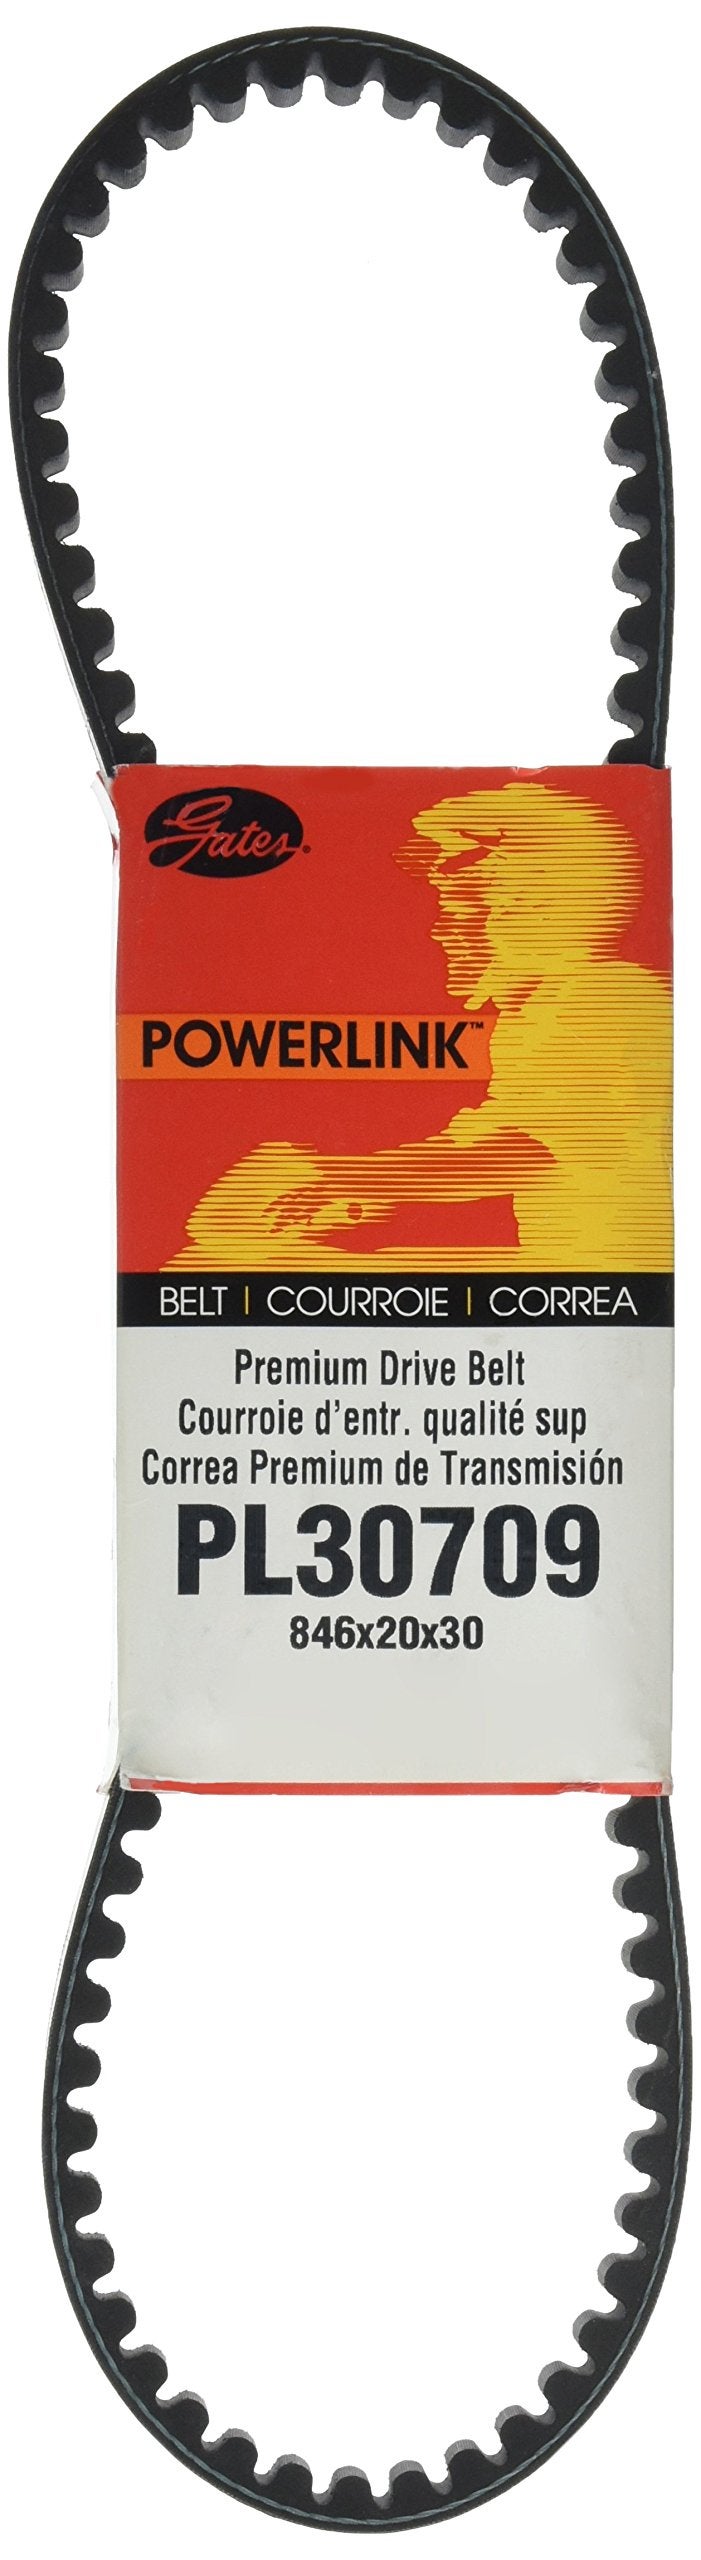 Gates®
POWERLINK™
BELT | COURROIE | CORREA
Premium Drive Belt
Courroie d'entr. qualité sup
Correa Premium de Transmisión
PL30709
846x20x30